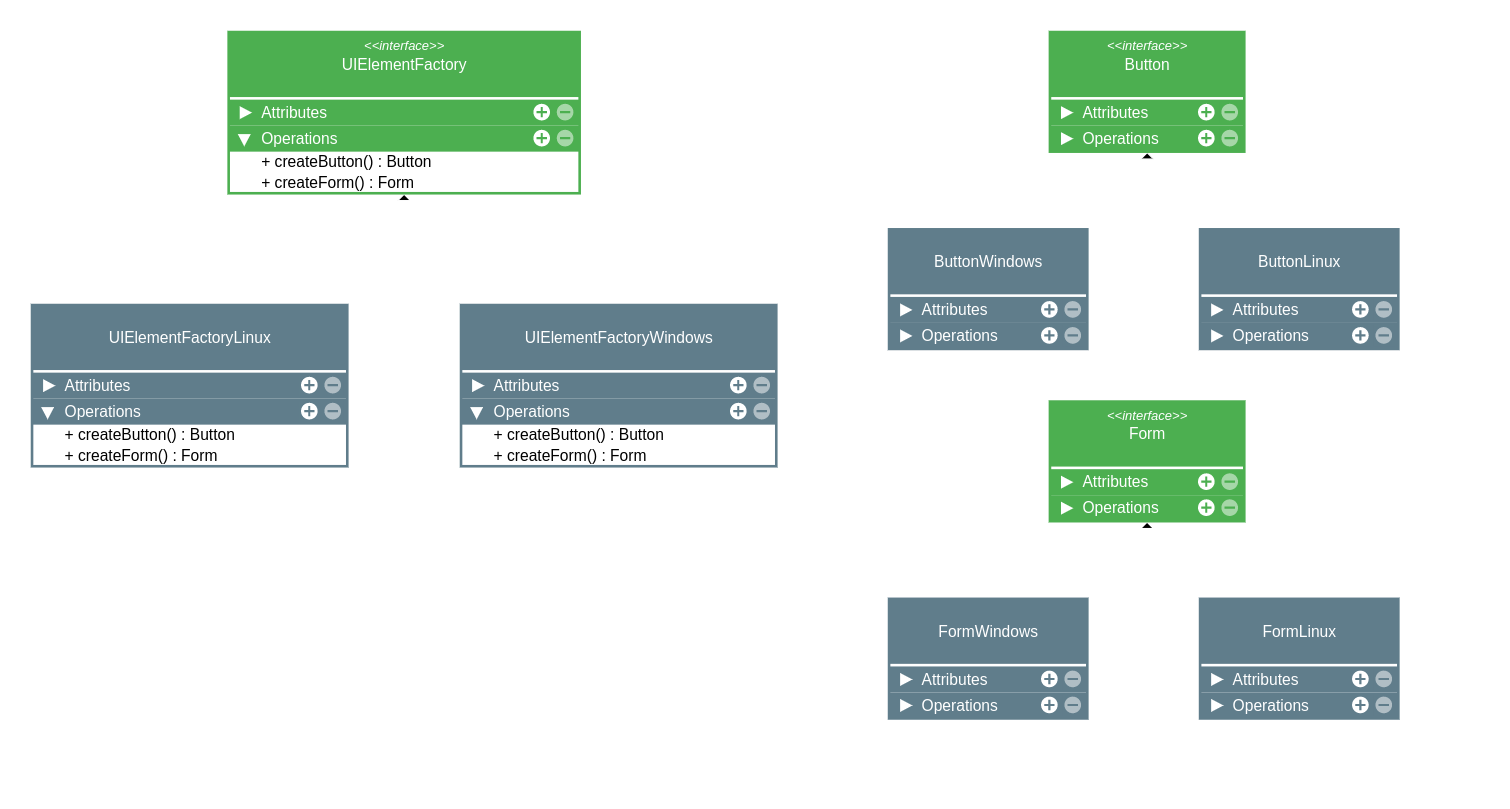 <<interface>>
UIElementFactory
Attributes
Operations
+ createButton() : Button
+ createForm() : Form
<<interface>>
Button
Attributes
Operations
ButtonWindows
Attributes
Operations
ButtonLinux
Attributes
Operations
UIElementFactoryLinux
Attributes
Operations
+ createButton() : Button
+ createForm() : Form
UIElementFactoryWindows
Attributes
Operations
+ createButton() : Button
+ createForm() : Form
<<interface>>
Form
Attributes
Operations
FormWindows
Attributes
Operations
FormLinux
Attributes
Operations